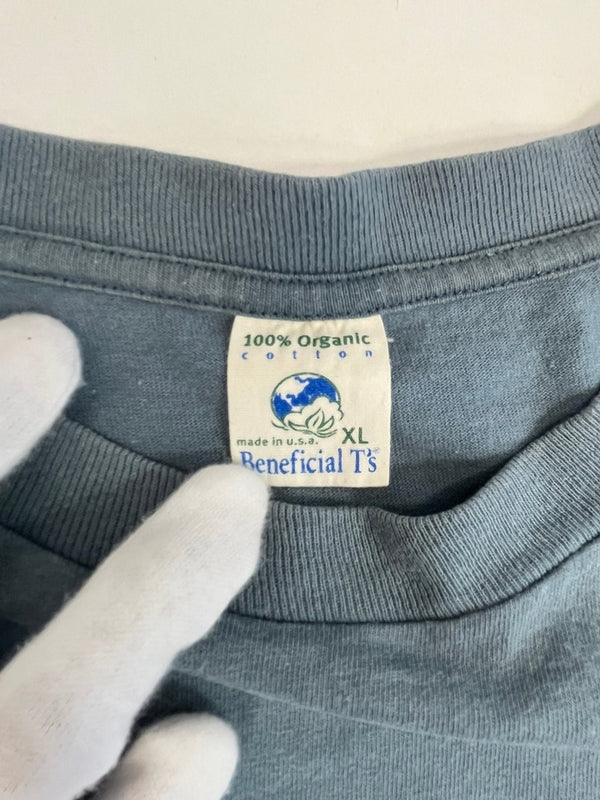 100% Organic
cotton
made in u.s.a. XL
Beneficial T's